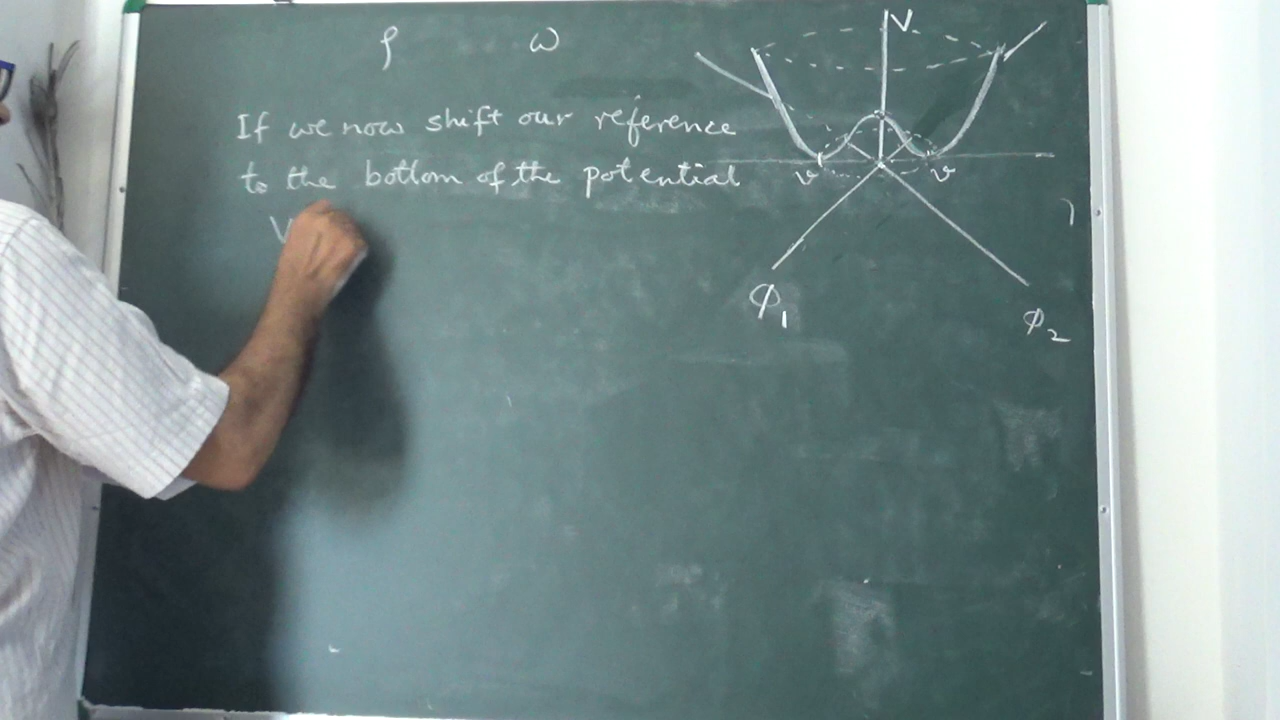 ρ ω
If we now shift our reference
to the bottom of the potential
V
V
v v
φ₁
φ₂